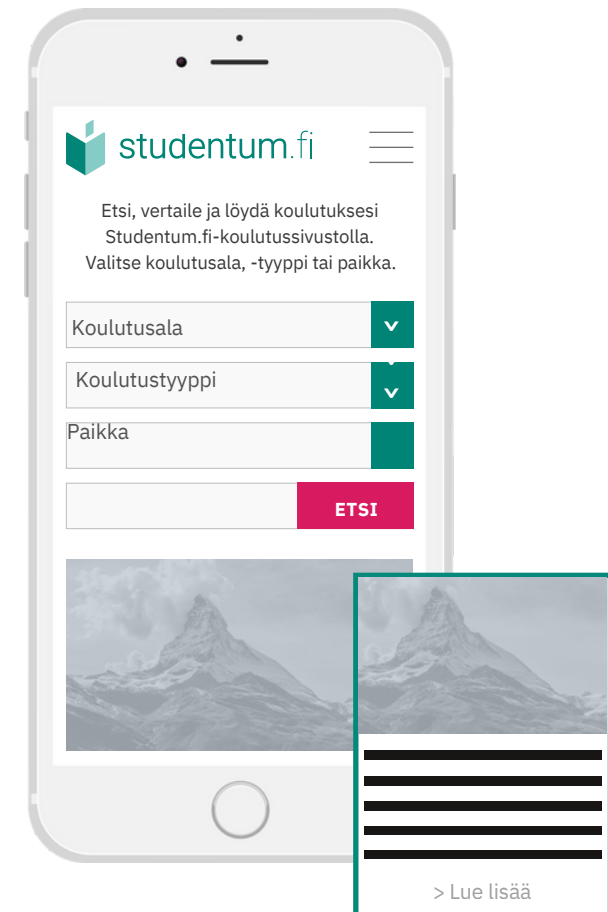 studentum.fi
Etsi, vertaile ja löydä koulutuksesi
Studentum.fi-koulutussivustolla.
Valitse koulutusala, -tyyppi tai paikka.
Koulutusala
Koulutustyyppi
Paikka
ETSI
> Lue lisää